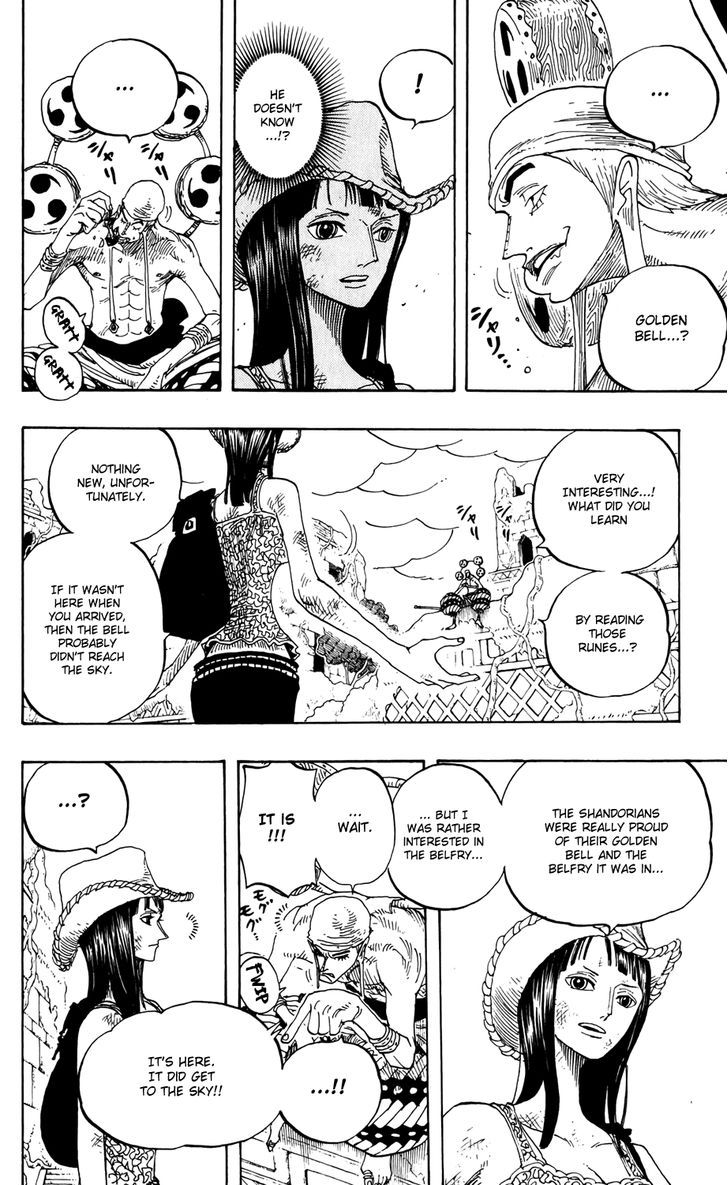 ...
GOLDEN
BELL...?
シャリ
!
HE
DOESN'T
KNOW
...!?
...
シャリ
シャリ
GRATT
GRATT
VERY
INTERESTING...!
WHAT DID YOU
LEARN
BY READING
THOSE
RUNES...?
シャリ
NOTHING
NEW, UNFOR-
TUNATELY.
IF IT WASN'T
HERE WHEN
YOU ARRIVED,
THEN THE BELL
PROBABLY
DIDN'T REACH
THE SKY.
THE SHANDORIANS
WERE REALLY PROUD
OF THEIR GOLDEN
BELL AND THE
BELFRY IT WAS IN...
... BUT I
WAS RATHER
INTERESTED
IN THE
BELFRY...
...
WAIT.
IT IS
!!!
モグ
モグ
FWIP
...!!
IT'S HERE.
IT DID GET
TO THE SKY!!
...?